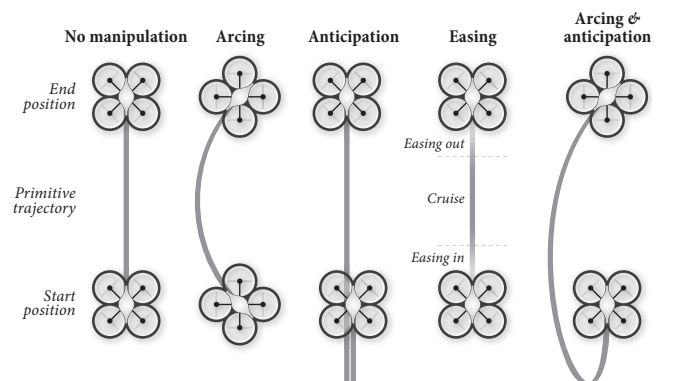 No manipulation
Arcing
Anticipation
Easing
Arcing &
anticipation
End
position
Easing out
Primitive
trajectory
Cruise
Easing in
Start
position